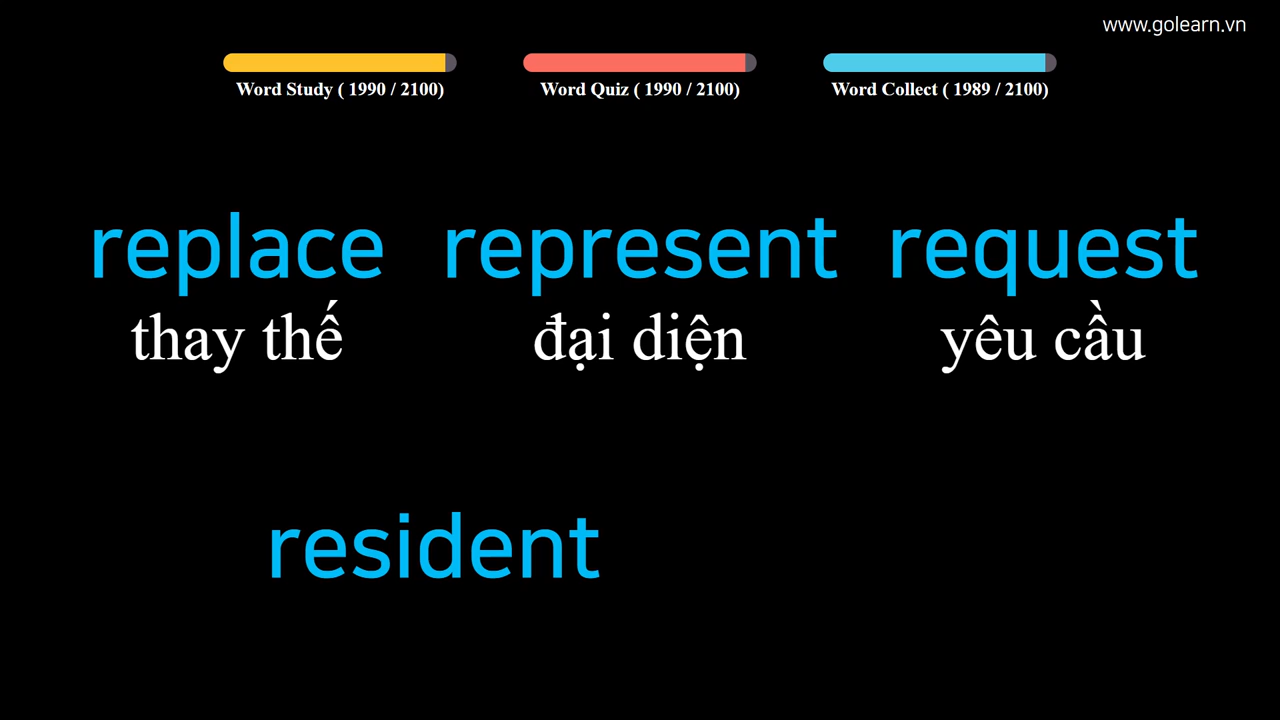 www.golearn.vn
Word Study ( 1990 / 2100) Word Quiz ( 1990 / 2100) Word Collect ( 1989 / 2100)
replace represent request
thay thế đại diện yêu cầu
resident